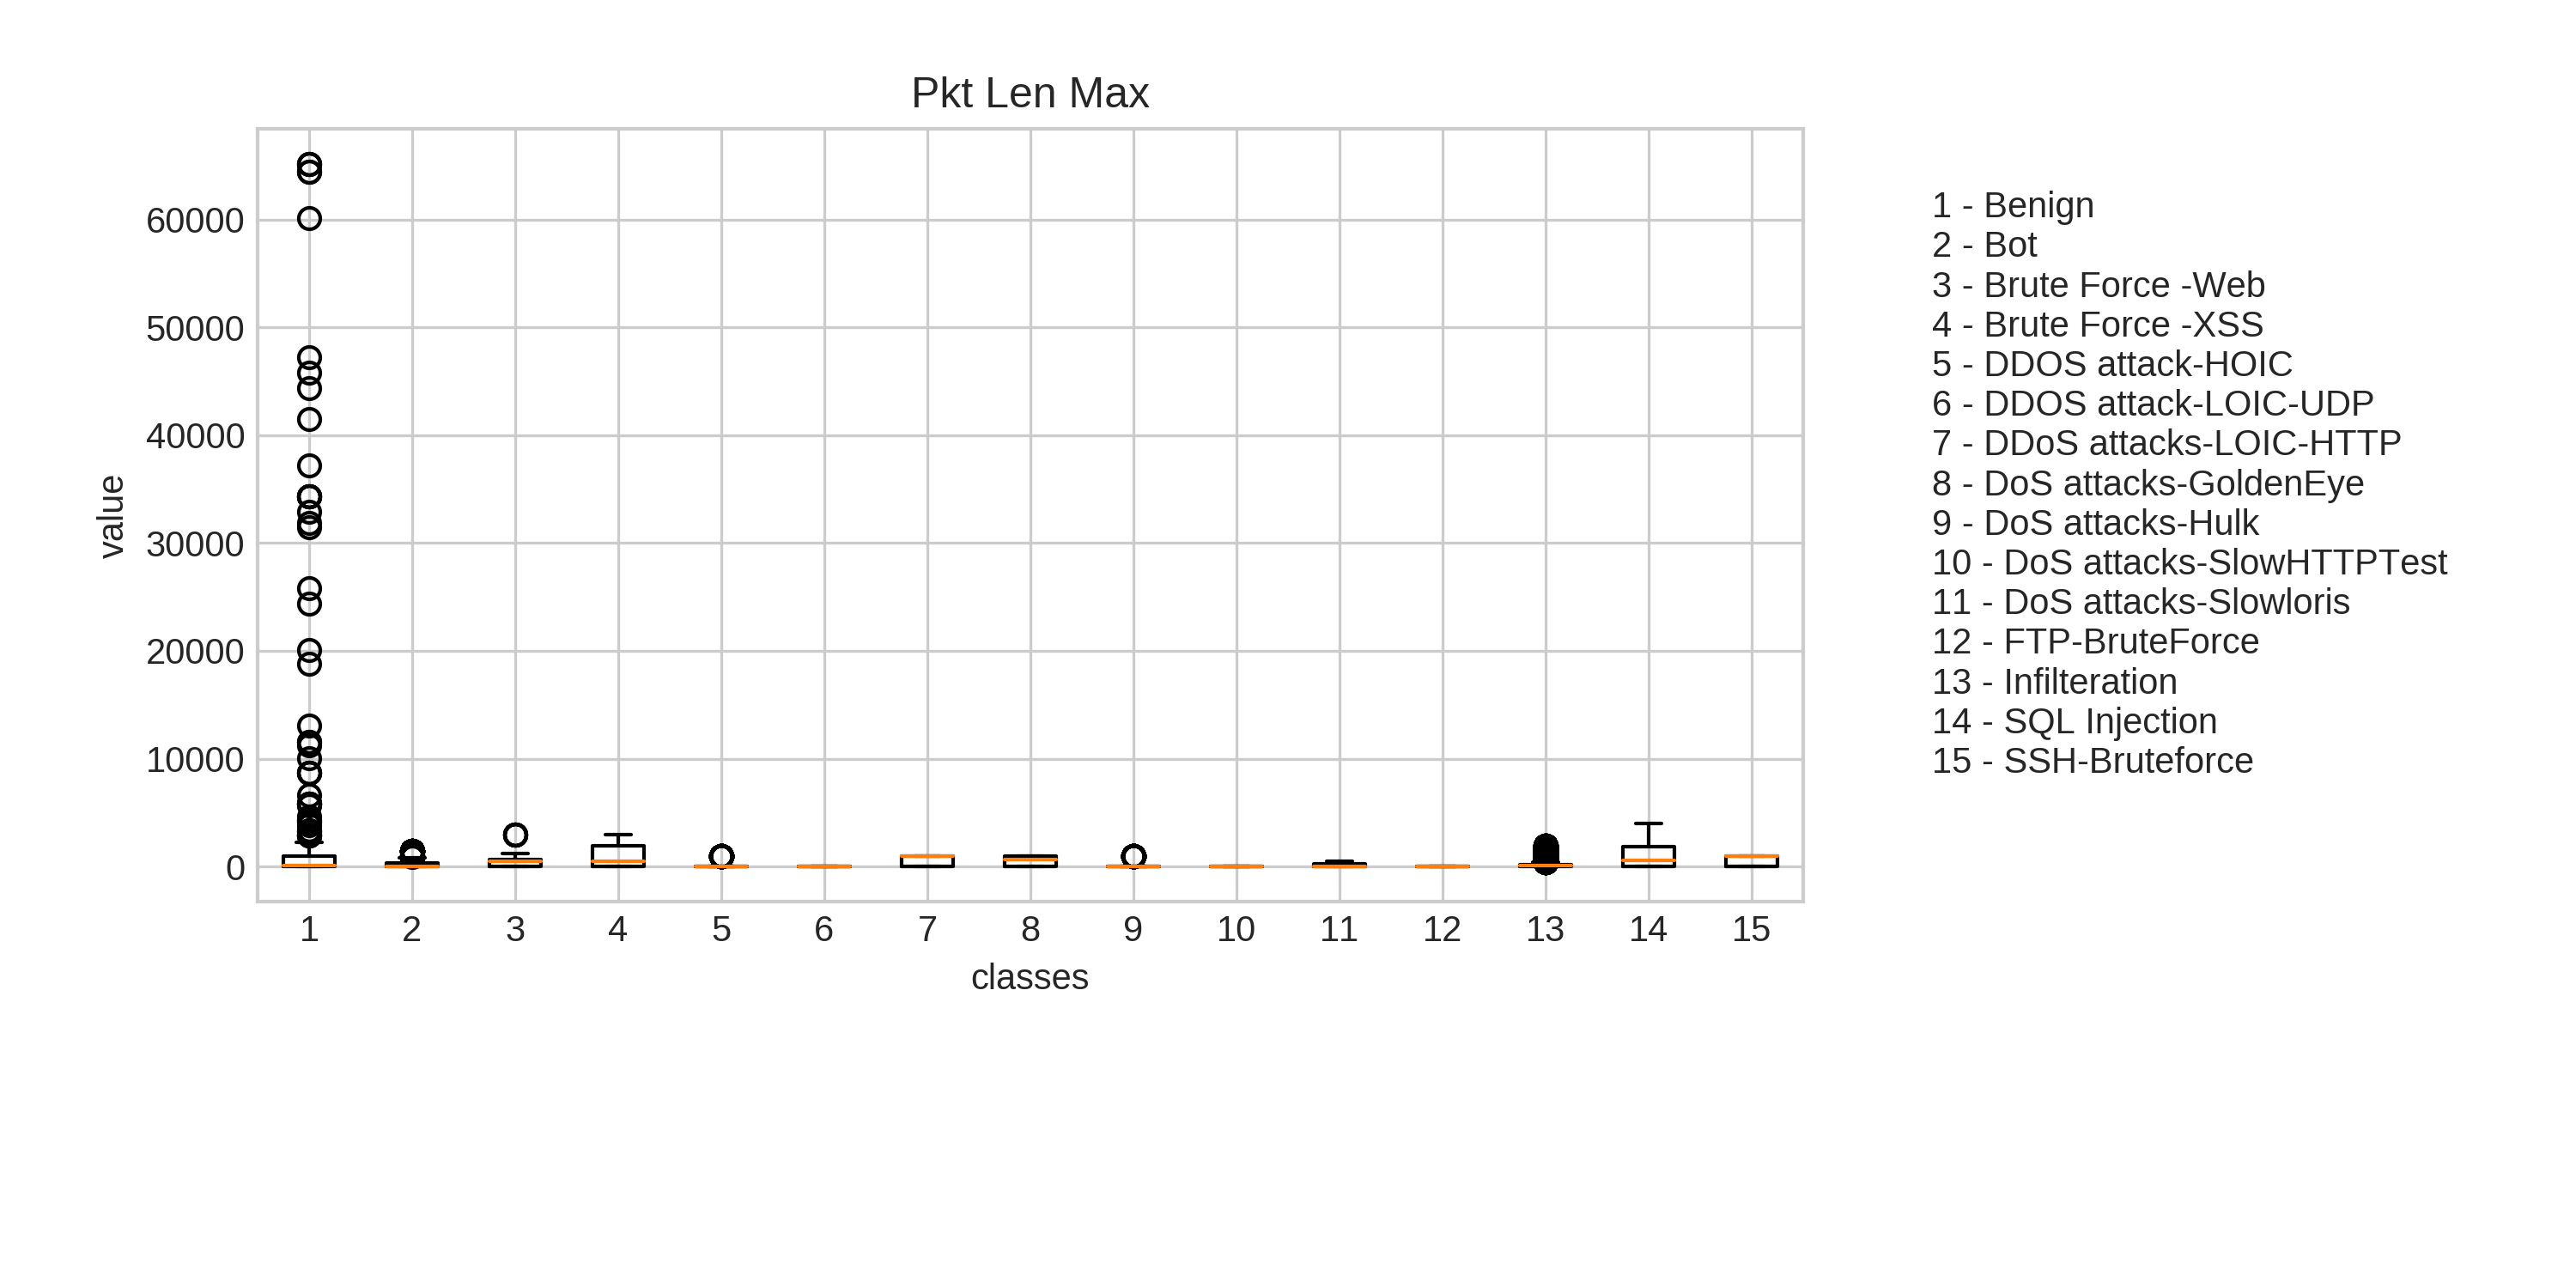 Pkt Len Max
60000
50000
40000
30000
20000
10000
0
value
1 2 3 4 5 6 7 8 9 10 11 12 13 14 15
classes
1 - Benign
2 - Bot
3 - Brute Force -Web
4 - Brute Force -XSS
5 - DDOS attack-HOIC
6 - DDOS attack-LOIC-UDP
7 - DDoS attacks-LOIC-HTTP
8 - DoS attacks-GoldenEye
9 - DoS attacks-Hulk
10 - DoS attacks-SlowHTTPTest
11 - DoS attacks-Slowloris
12 - FTP-BruteForce
13 - Infilteration
14 - SQL Injection
15 - SSH-Bruteforce